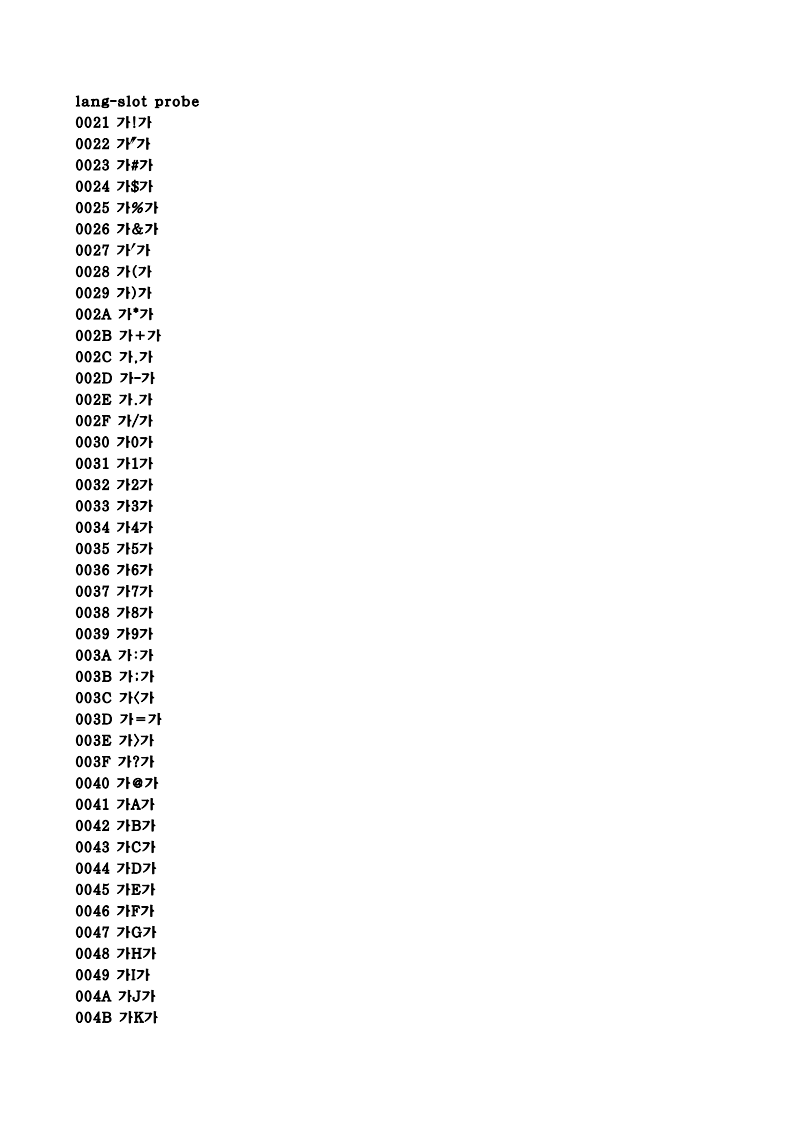 lang-slot probe
0021 가!가
0022 가"가
0023 가#가
0024 가$가
0025 가%가
0026 가&가
0027 가'가
0028 가(가
0029 가)가
002A 가*가
002B 가+가
002C 가,가
002D 가-가
002E 가.가
002F 가/가
0030 가0가
0031 가1가
0032 가2가
0033 가3가
0034 가4가
0035 가5가
0036 가6가
0037 가7가
0038 가8가
0039 가9가
003A 가:가
003B 가;가
003C 가<가
003D 가=가
003E 가>가
003F 가?가
0040 가@가
0041 가A가
0042 가B가
0043 가C가
0044 가D가
0045 가E가
0046 가F가
0047 가G가
0048 가H가
0049 가I가
004A 가J가
004B 가K가